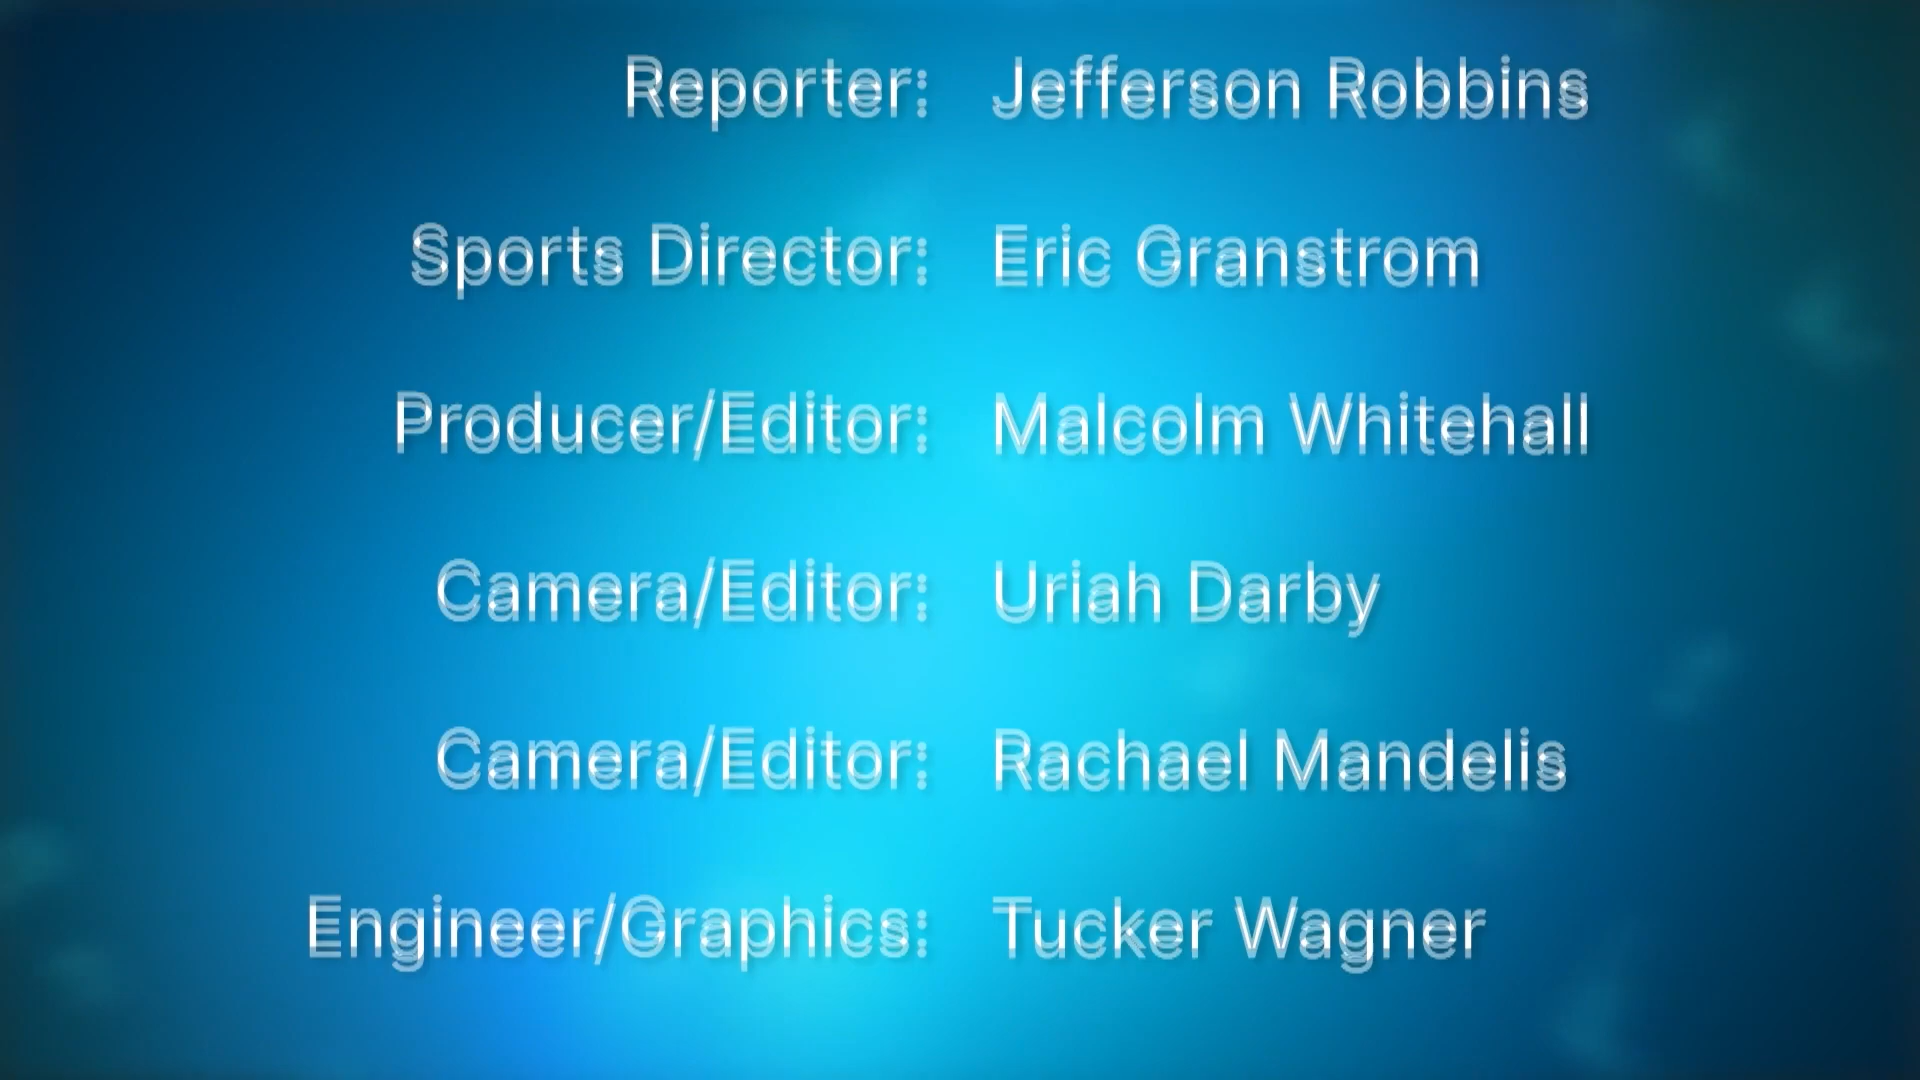 Reporter: Jefferson Robbins
Sports Director: Eric Granstrom
Producer/Editor: Malcolm Whitehall
Camera/Editor: Uriah Darby
Camera/Editor: Rachael Mandelis
Engineer/Graphics: Tucker Wagner